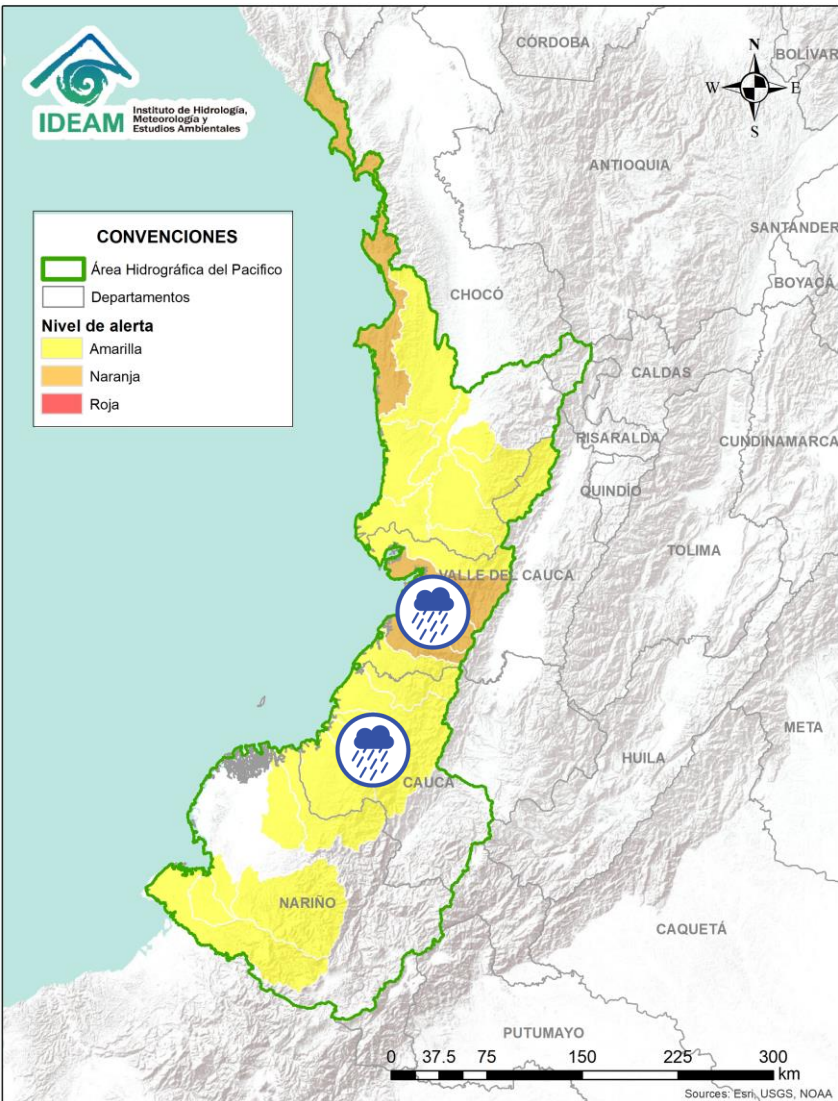 IDEAM
Instituto de Hidrología,
Meteorología y
Estudios Ambientales
CONVENCIONES
Área Hidrográfica del Pacifico
Departamentos
Nivel de alerta
Amarilla
Naranja
Roja
N
W
E
S
CÓRDOBA
BOLÍVAR
ANTIOQUIA
SANTANDER
BOYACÁ
CHOCÓ
CALDAS
RISARALDA
CUNDINAMARCA
QUINDÍO
TOLIMA
VALLE DEL CAUCA
META
HUILA
CAUCA
NARIÑO
CAQUETÁ
PUTUMAYO
0 37.5 75 150 225 300
km
Sources: Esri, USGS, NOAA